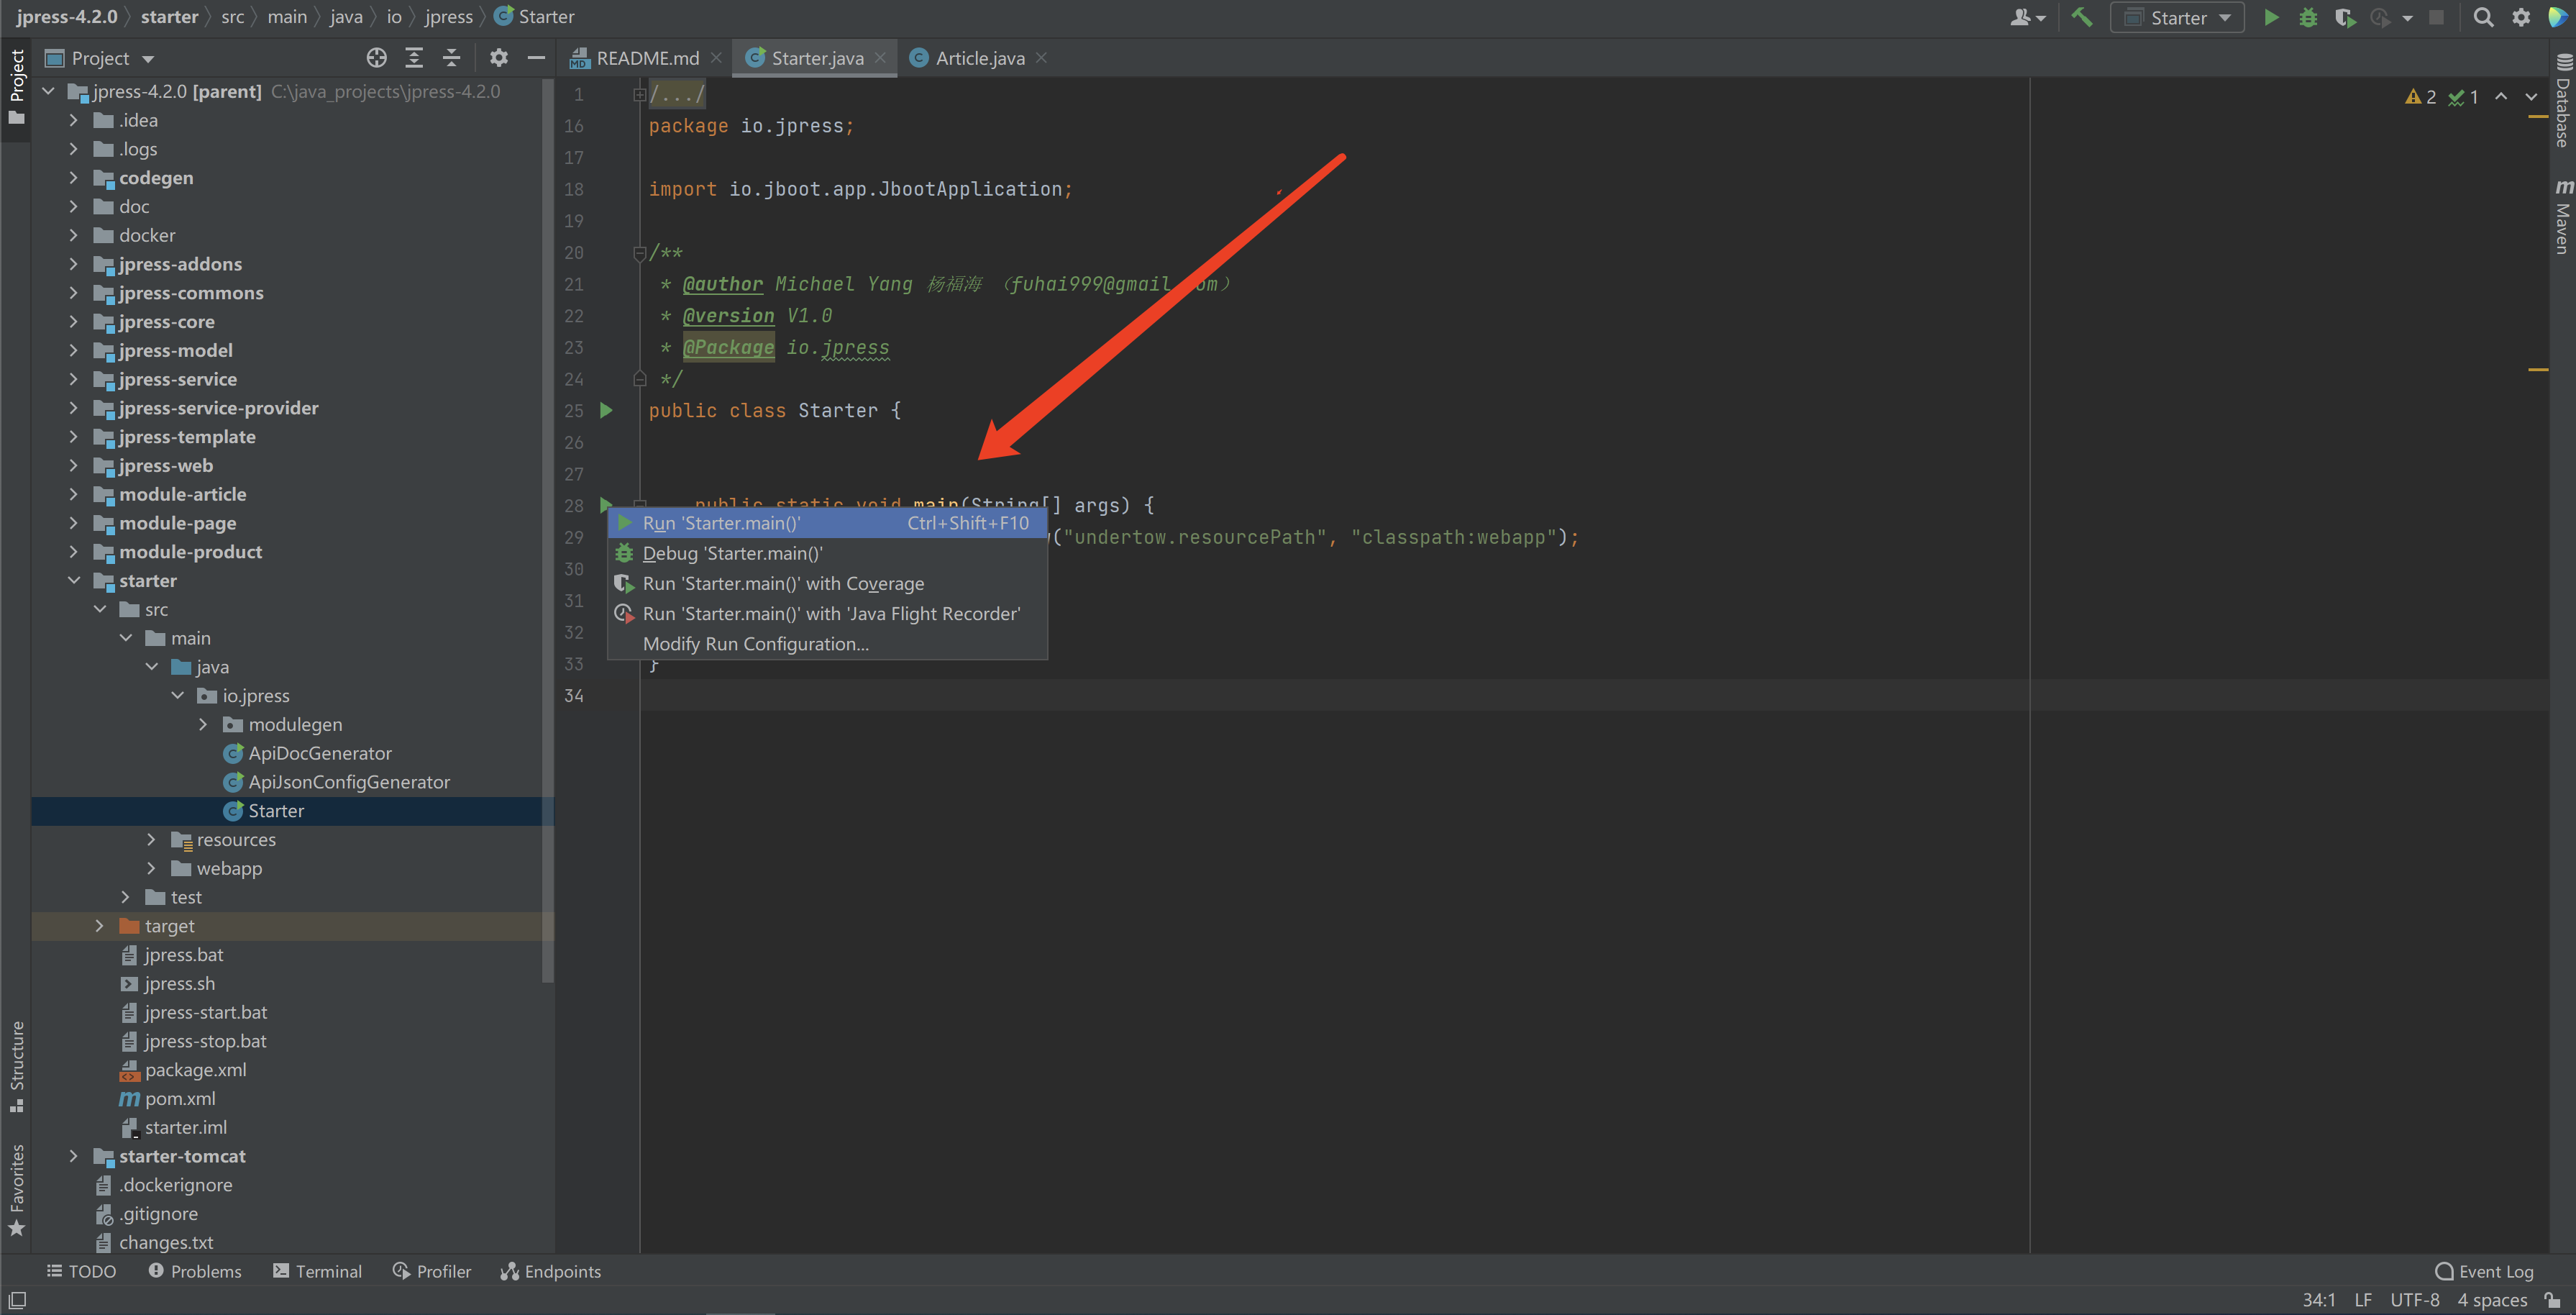 jpress-4.2.0 starter src main java io jpress Starter
Starter
Project
README.md
Starter.java
Article.java
Project
jpress-4.2.0 [parent] C:\java_projects\jpress-4.2.0
.idea
.logs
codegen
doc
docker
jpress-addons
jpress-commons
jpress-core
jpress-model
jpress-service
jpress-service-provider
jpress-template
jpress-web
module-article
module-page
module-product
starter
src
main
java
io.jpress
modulegen
ApiDocGenerator
ApiJsonConfigGenerator
Starter
resources
webapp
test
target
jpress.bat
jpress.sh
jpress-start.bat
jpress-stop.bat
package.xml
pom.xml
starter.iml
starter-tomcat
.dockerignore
.gitignore
changes.txt
Structure
Favorites
1 /.../
16 package io.jpress;
17
18 import io.jboot.app.JbootApplication;
19
20 /**
21 * @author Michael Yang 杨福海 （fuhai999@gmail om）
22 * @version V1.0
23 * @Package io.jpress
24 */
25 public class Starter {
26
27
28 public static void main(String[] args) {
29 ("undertow.resourcePath", "classpath:webapp");
30
31
32
33 }
34
Run 'Starter.main()' Ctrl+Shift+F10
Debug 'Starter.main()'
Run 'Starter.main()' with Coverage
Run 'Starter.main()' with 'Java Flight Recorder'
Modify Run Configuration...
2 1
Database
Maven
TODO Problems Terminal Profiler Endpoints
Event Log
34:1 LF UTF-8 4 spaces